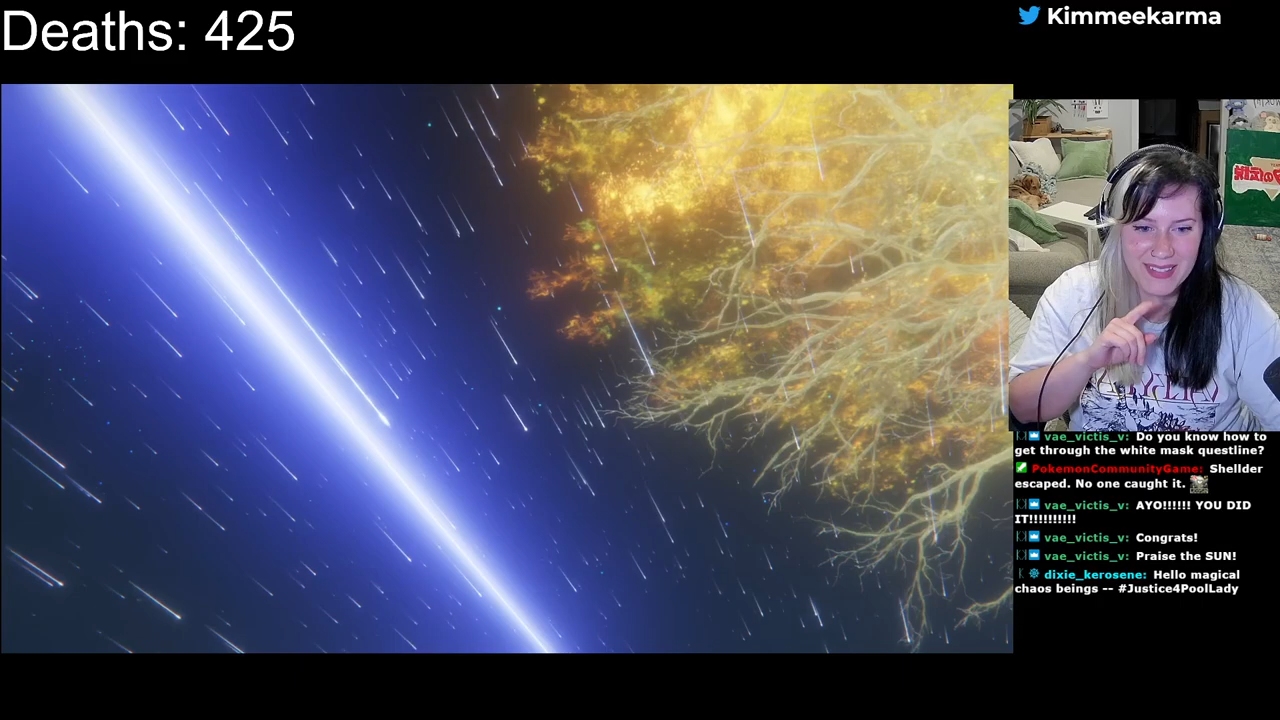 Deaths: 425
Kimmeekarma
vae_victis_v: Do you know how to
get through the white mask questline?
PokemonCommunityGame: Shellder
escaped. No one caught it.
vae_victis_v: AYO!!!!!! YOU DID
IT!!!!!!!!!!
vae_victis_v: Congrats!
vae_victis_v: Praise the SUN!
dixie_kerosene: Hello magical
chaos beings -- #Justice4PoolLady